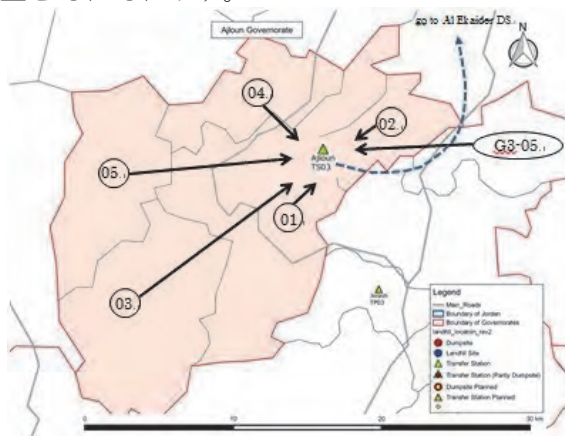 go to Al Ekaider DS
Ajloun Governorate
N
04.
02.
Ajloun
TS03
G3-05.
05.
01.
03.
Legend
Main_Roads
Boundary of Jordan
Boundary of Governorates
landfill_location_rev2
Dumpsite
Landfill Site
Transfer Station
Transfer Station (Partly Dumpsite)
Dumpsite Planned
Transfer Station Planned
0
10
20
30 km